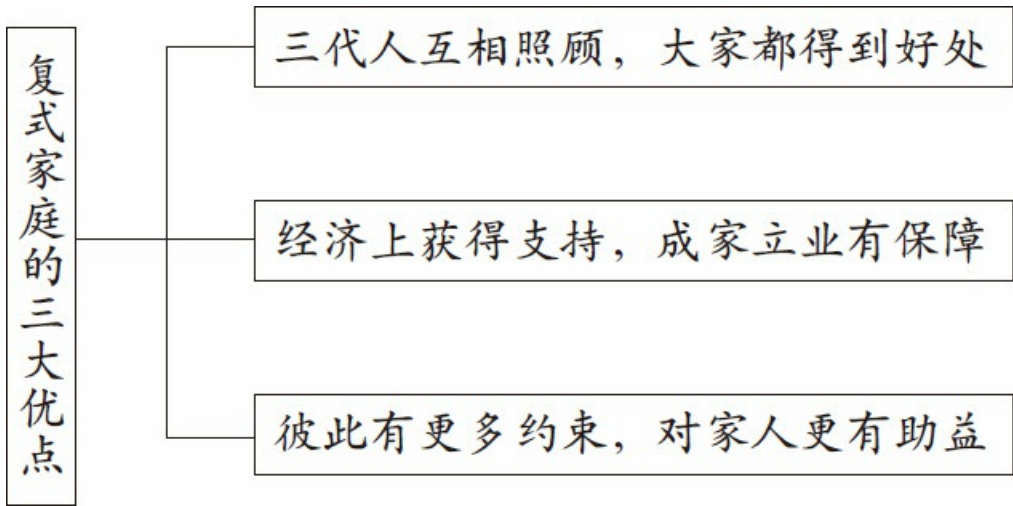 复式家庭的三大优点
三代人互相照顾，大家都得到好处
经济上获得支持，成家立业有保障
彼此有更多约束，对家人更有助益